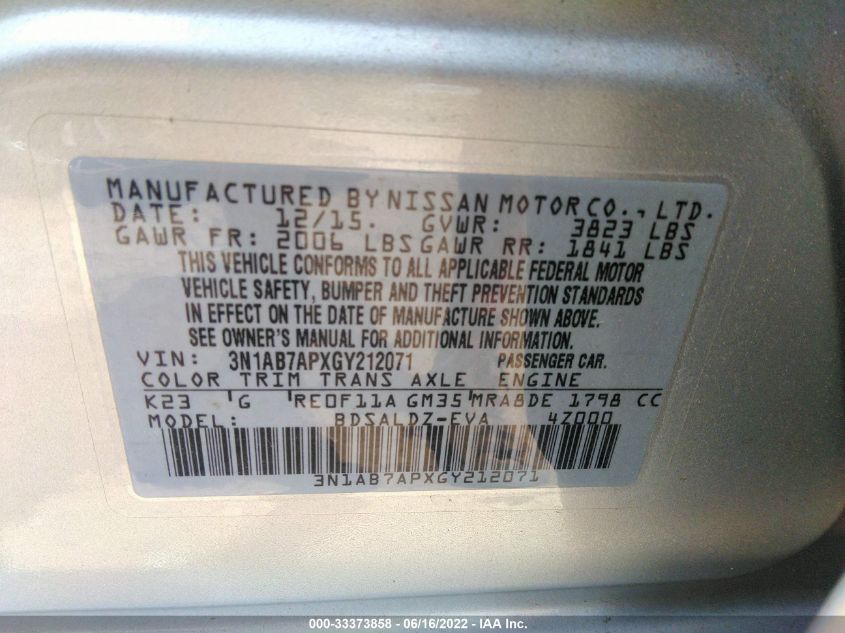 MANUFACTURED BY NISSAN MOTOR CO., LTD.
DATE: 12/15. GVWR: 3823 LBS
GAWR FR: 2006 LBS GAWR RR: 1841 LBS
THIS VEHICLE CONFORMS TO ALL APPLICABLE FEDERAL MOTOR
VEHICLE SAFETY, BUMPER AND THEFT PREVENTION STANDARDS
IN EFFECT ON THE DATE OF MANUFACTURE SHOWN ABOVE.
SEE OWNER'S MANUAL FOR ADDITIONAL INFORMATION.
VIN: 3N1AB7APXGY212071 PASSENGER CAR.
COLOR TRIM TRANS AXLE ENGINE
K23 G RE0F11A GM35 MRA8DE 1798 CC
MODEL: BDSALDZ-EVA 4Z000
3N1AB7APXGY212071
000-33373858 - 06/16/2022 - IAA Inc.